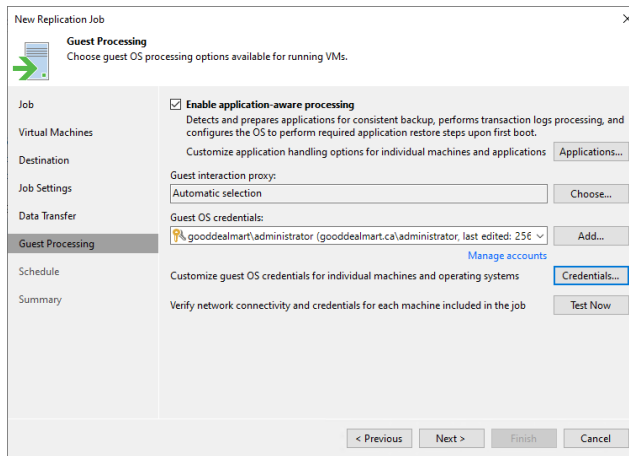 New Replication Job
Guest Processing
Choose guest OS processing options available for running VMs.
Job
Virtual Machines
Destination
Job Settings
Data Transfer
Guest Processing
Schedule
Summary
Enable application-aware processing
Detects and prepares applications for consistent backup, performs transaction logs processing, and
configures the OS to perform required application restore steps upon first boot.
Customize application handling options for individual machines and applications
Applications...
Guest interaction proxy:
Automatic selection
Choose...
Guest OS credentials:
gooddealmart\administrator (gooddealmart.ca\administrator, last edited: 256
Add...
Manage accounts
Customize guest OS credentials for individual machines and operating systems
Credentials...
Verify network connectivity and credentials for each machine included in the job
Test Now
< Previous
Next >
Finish
Cancel